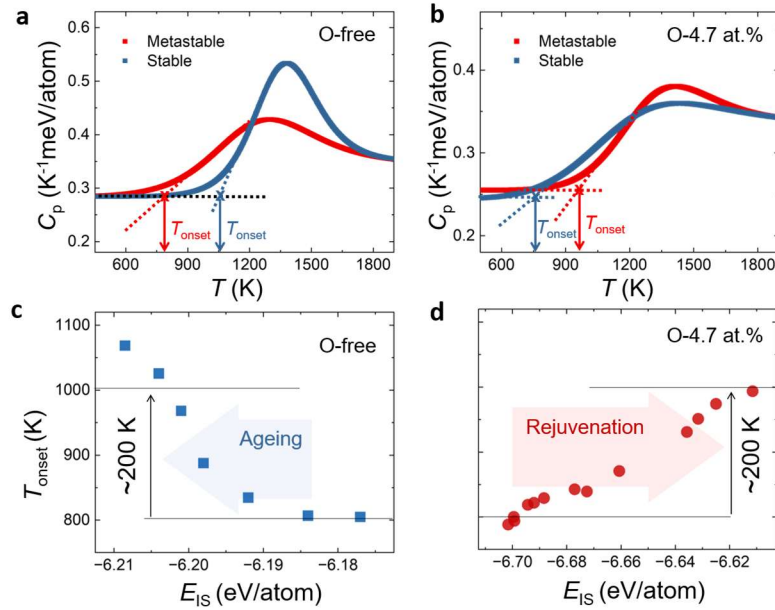 a
O-free
Metastable
Stable
0.6
0.5
0.4
0.3
0.2
Cp (K⁻¹meV/atom)
Tonset
Tonset
600 900 1200 1500 1800
T (K)
b
O-4.7 at.%
Metastable
Stable
0.4
0.3
0.2
Cp (K⁻¹meV/atom)
Tonset
Tonset
600 900 1200 1500 1800
T (K)
c
O-free
1100
1000
900
800
Tonset (K)
~200 K
Ageing
−6.21 −6.20 −6.19 −6.18
EIS (eV/atom)
d
O-4.7 at.%
Rejuvenation
~200 K
−6.70 −6.68 −6.66 −6.64 −6.62
EIS (eV/atom)